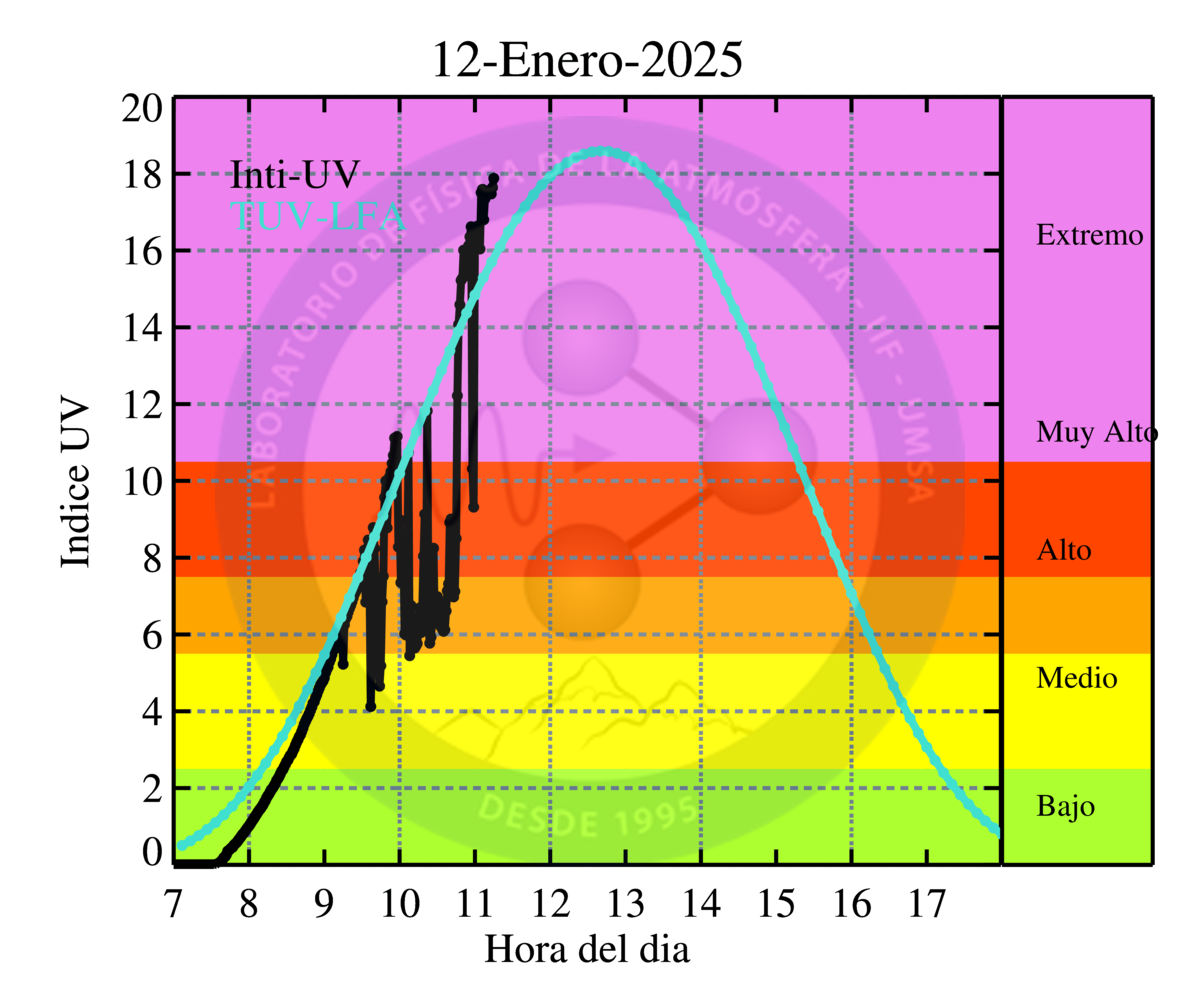 12-Enero-2025
Indice UV
20
18
16
14
12
10
8
6
4
2
0
Inti-UV
TUV-LFA
LABORATORIO DE FÍSICA DE LA ATMÓSFERA - IIF - UMSA
DESDE 1995
Extremo
Muy Alto
Alto
Medio
Bajo
7 8 9 10 11 12 13 14 15 16 17
Hora del dia